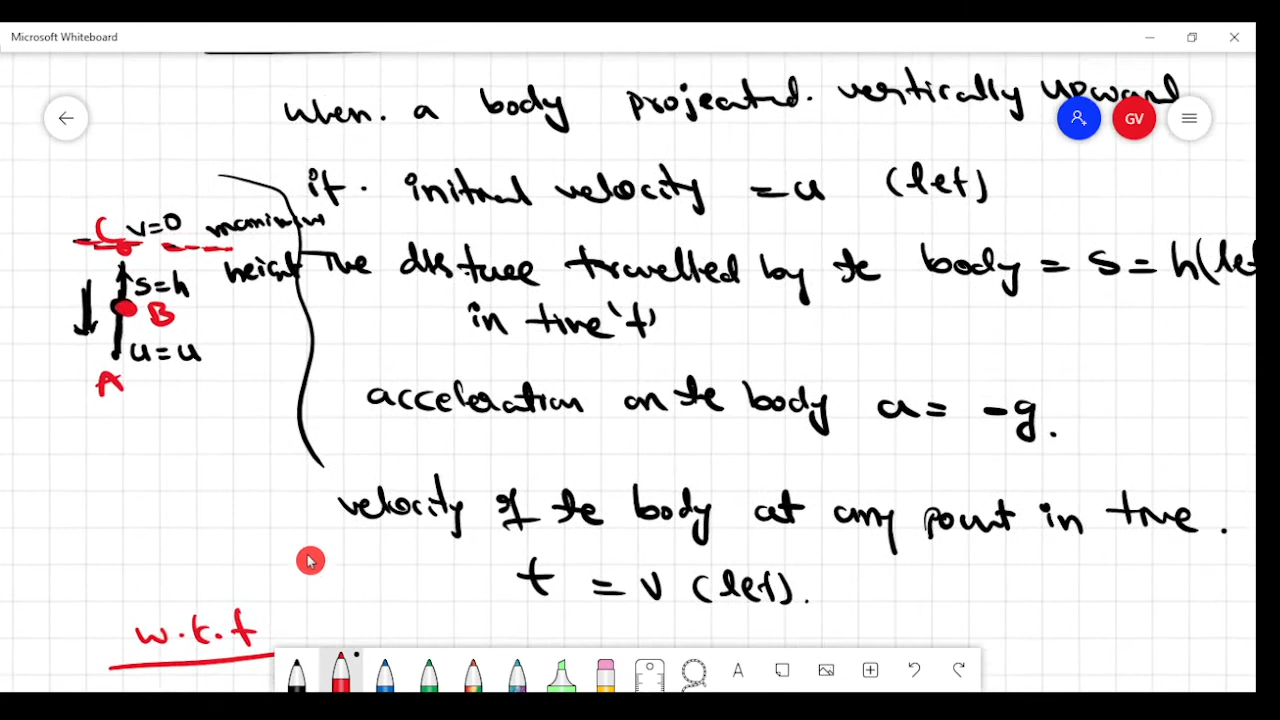 Microsoft Whiteboard
when. a body projected. vertically upward
GV
if. initial velocity = u (let)
C v=0 maximum
height
The distance travelled by the body = s = h (let
in time 't'
s=h
B
u=u
A
acceleration on the body a = -g.
velocity of the body at any point in time.
t = v (let).
w.k.t
A